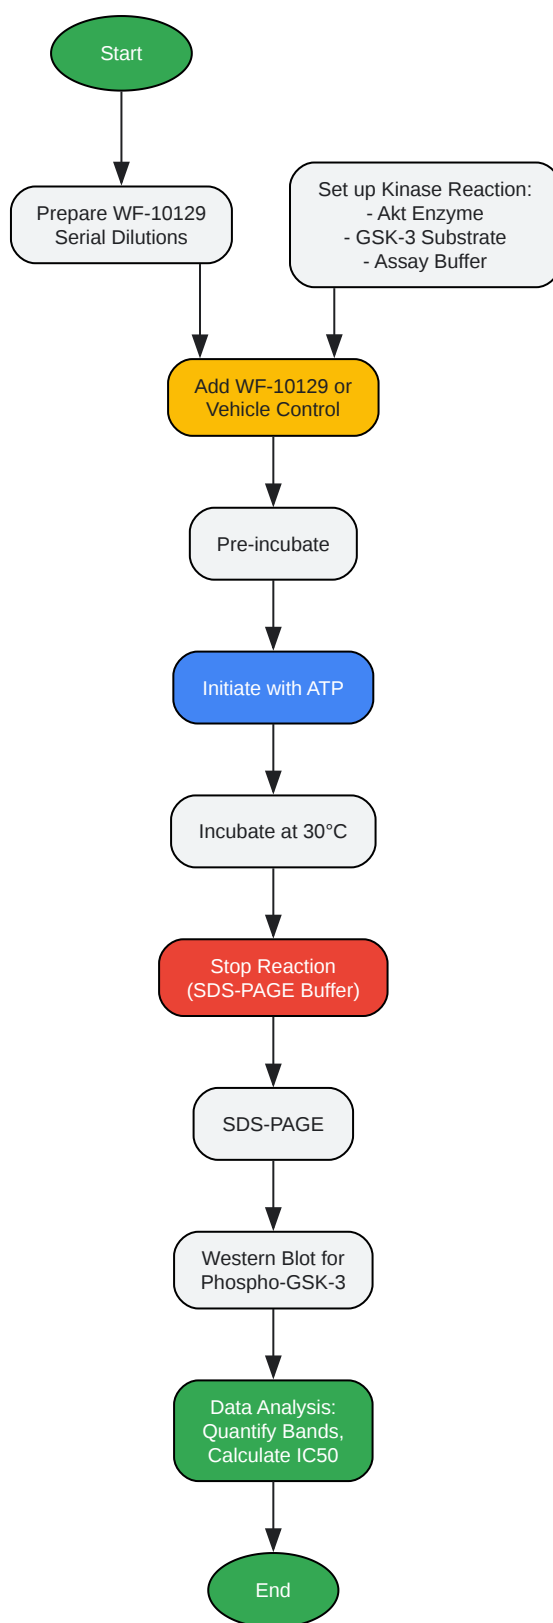 Start
Prepare WF-10129
Serial Dilutions
Set up Kinase Reaction:
- Akt Enzyme
- GSK-3 Substrate
- Assay Buffer
Add WF-10129 or
Vehicle Control
Pre-incubate
Initiate with ATP
Incubate at 30°C
Stop Reaction
(SDS-PAGE Buffer)
SDS-PAGE
Western Blot for
Phospho-GSK-3
Data Analysis:
Quantify Bands,
Calculate IC50
End